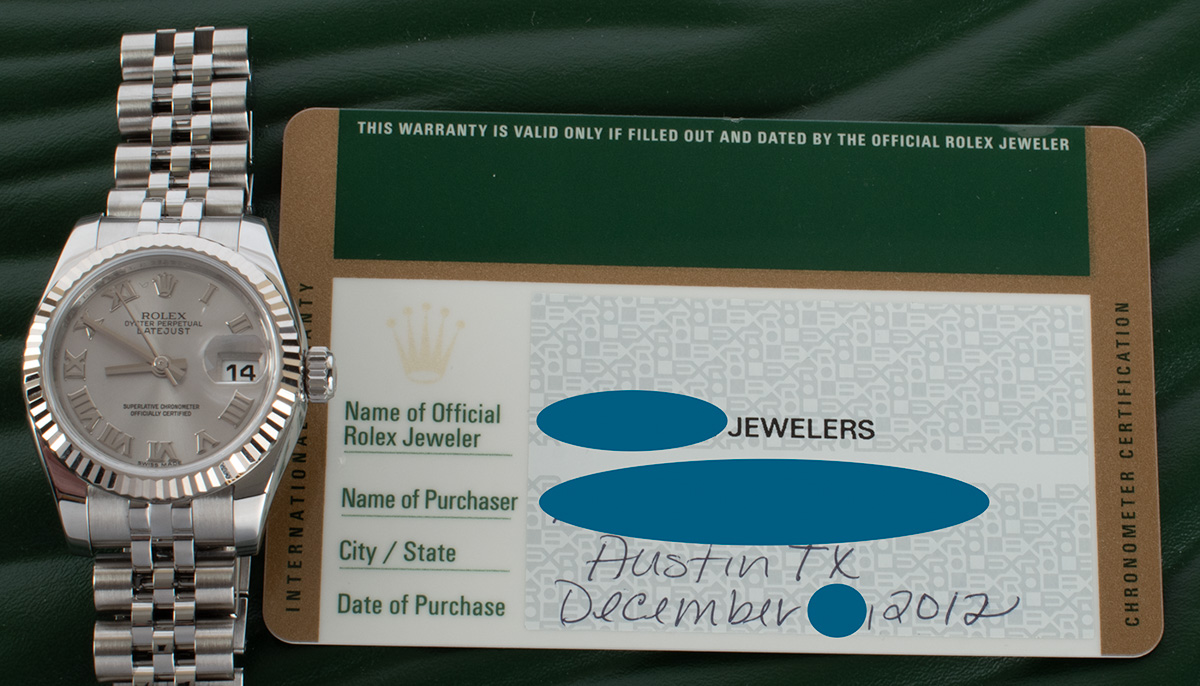 THIS WARRANTY IS VALID ONLY IF FILLED OUT AND DATED BY THE OFFICIAL ROLEX JEWELER
ROLEX
OYSTER PERPETUAL
DATEJUST
14
SUPERLATIVE CHRONOMETER
OFFICIALLY CERTIFIED
INTERNATIONAL
Name of Official
Rolex Jeweler
JEWELERS
Name of Purchaser
City / State
Austin TX
Date of Purchase
December , 2012
CHRONOMETER CERTIFICATION